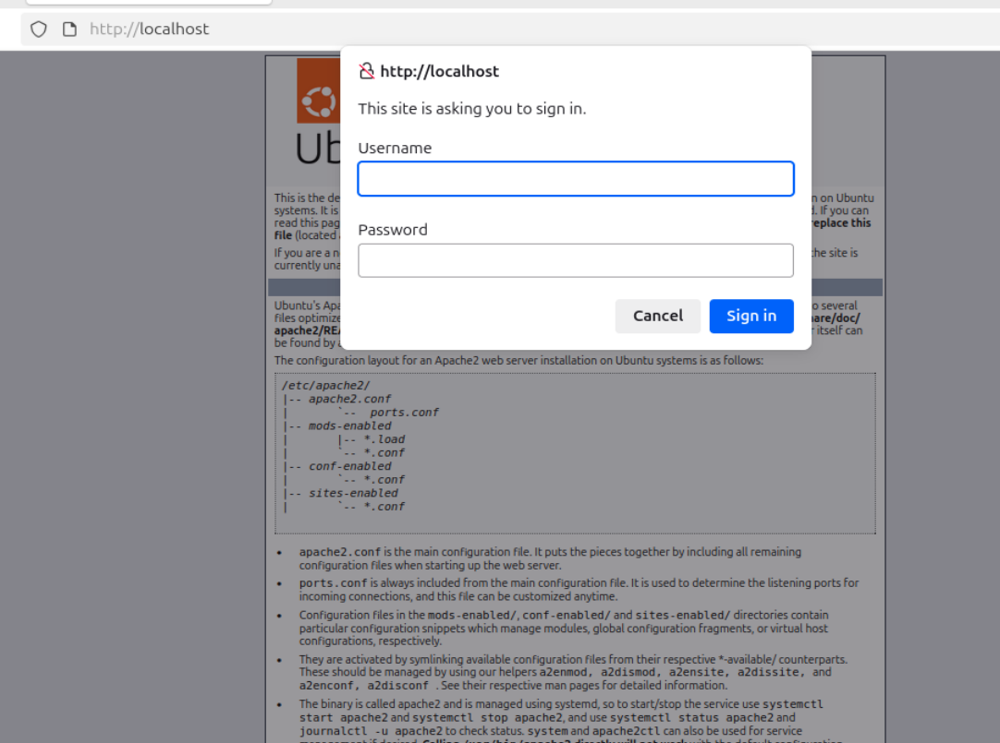 http://localhost
http://localhost
This site is asking you to sign in.
Username
Password
Cancel
Sign in
Ub
This is the de
n on Ubuntu
systems. It is
d. If you can
read this pag
replace this
file (located
If you are a n
the site is
currently una
Ubuntu's Apa
o several
files optimize
are/doc/
apache2/REA
itself can
be found by
The configuration layout for an Apache2 web server installation on Ubuntu systems is as follows:
/etc/apache2/
|-- apache2.conf
|       `--  ports.conf
|-- mods-enabled
|       |-- *.load
|       `-- *.conf
|-- conf-enabled
|       `-- *.conf
|-- sites-enabled
|       `-- *.conf
• apache2.conf is the main configuration file. It puts the pieces together by including all remaining
configuration files when starting up the web server.
• ports.conf is always included from the main configuration file. It is used to determine the listening ports for
incoming connections, and this file can be customized anytime.
• Configuration files in the mods-enabled/, conf-enabled/ and sites-enabled/ directories contain
particular configuration snippets which manage modules, global configuration fragments, or virtual host
configurations, respectively.
• They are activated by symlinking available configuration files from their respective *-available/ counterparts.
These should be managed by using our helpers a2enmod, a2dismod, a2ensite, a2dissite, and
a2enconf, a2disconf . See their respective man pages for detailed information.
• The binary is called apache2 and is managed using systemd, so to start/stop the service use systemctl
start apache2 and systemctl stop apache2, and use systemctl status apache2 and
journalctl -u apache2 to check status. system and apache2ctl can also be used for service